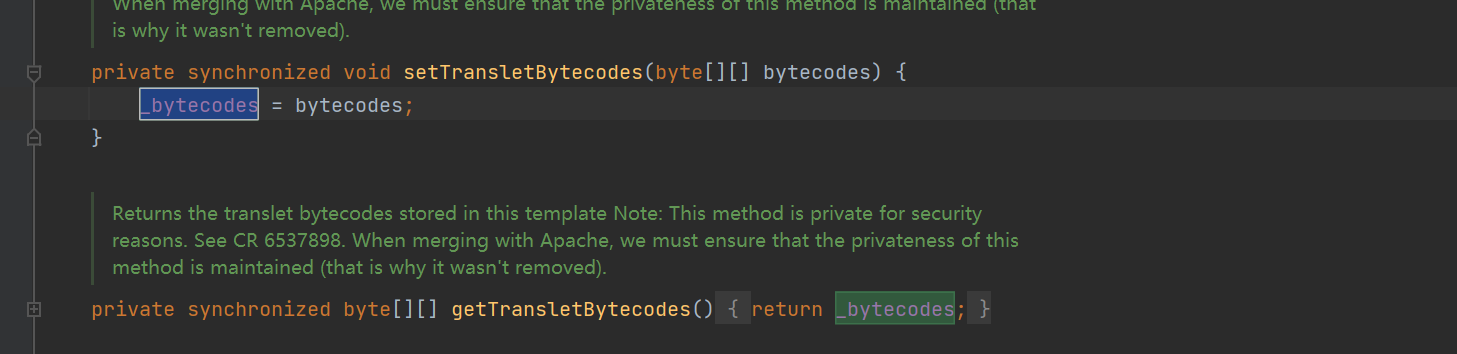 When merging with Apache, we must ensure that the privateness of this method is maintained (that
is why it wasn't removed).
private synchronized void setTransletBytecodes(byte[][] bytecodes) {
_bytecodes = bytecodes;
}
Returns the translet bytecodes stored in this template Note: This method is private for security
reasons. See CR 6537898. When merging with Apache, we must ensure that the privateness of this
method is maintained (that is why it wasn't removed).
private synchronized byte[][] getTransletBytecodes() { return _bytecodes; }